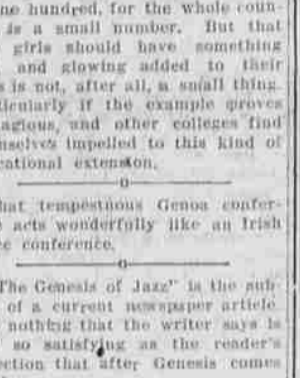 ne hundred, for the whole coun-
is a small number. But that
girls should have something
and glowing added to their
s is not, after all, a small thing.
ticularly if the example proves
agious, and other colleges find
mselves impelled to this kind of
cational extension.
hat tempestuous Genoa confer-
e acts wonderfully like an Irish
ce conference.
The Genesis of Jazz" is the sub-
of a current newspaper article.
nothing that the writer says is
so satisfying as the reader's
ection that after Genesis comes